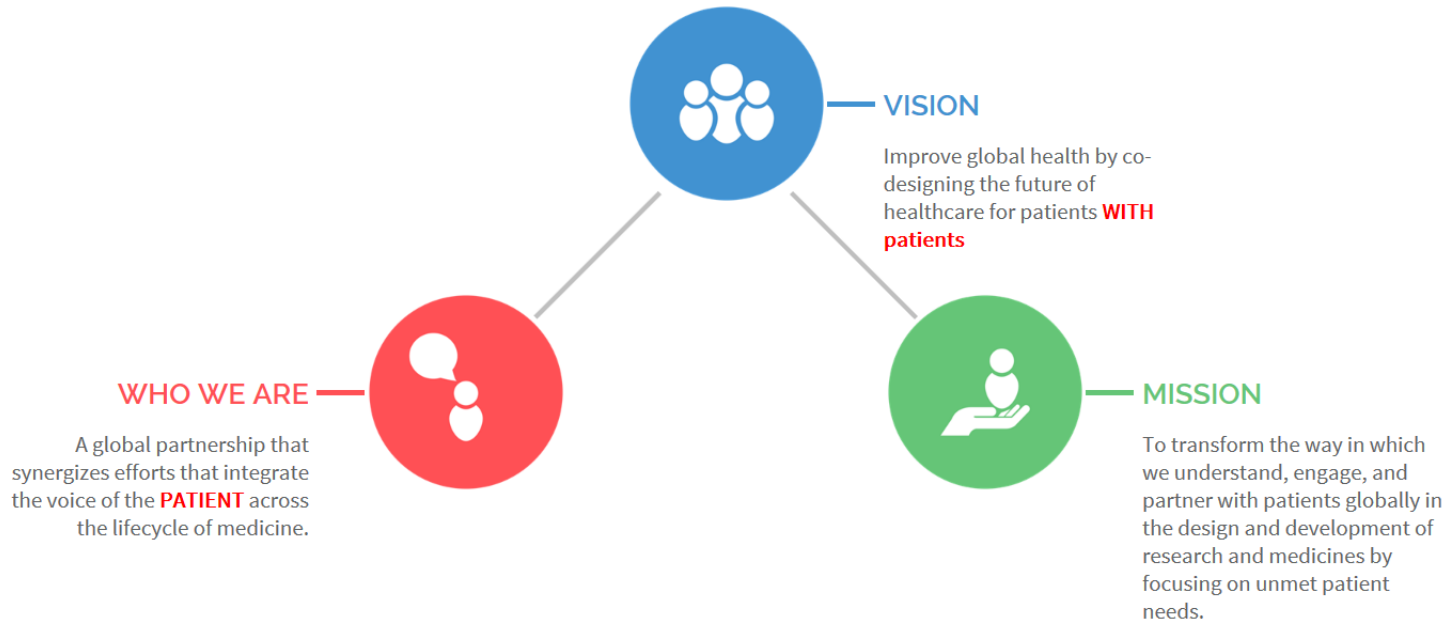 VISION
Improve global health by co-
designing the future of
healthcare for patients WITH
patients
WHO WE ARE
A global partnership that
synergizes efforts that integrate
the voice of the PATIENT across
the lifecycle of medicine.
MISSION
To transform the way in which
we understand, engage, and
partner with patients globally in
the design and development of
research and medicines by
focusing on unmet patient
needs.